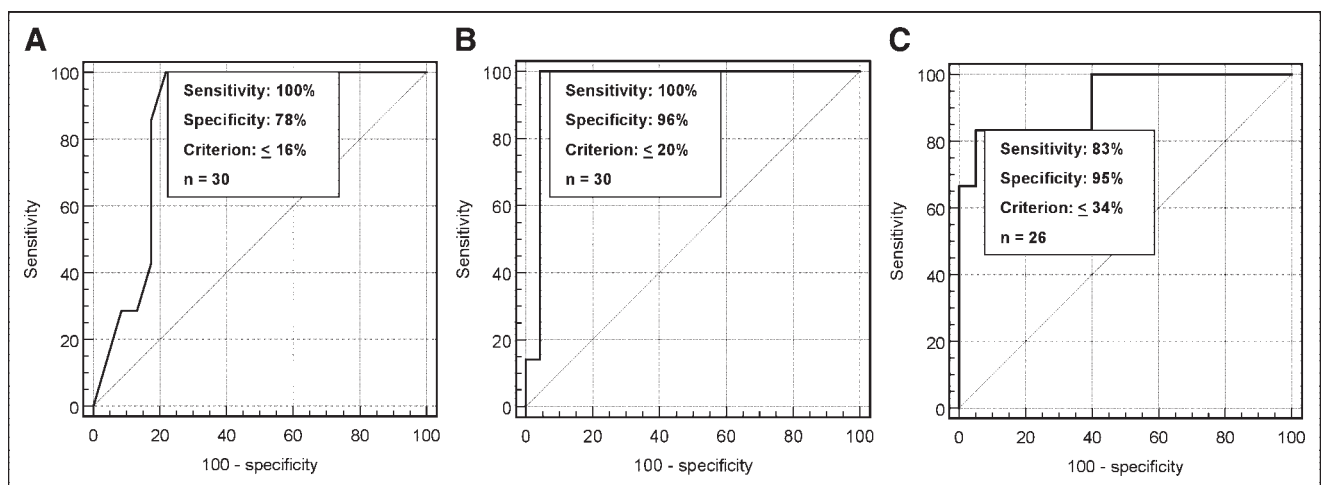 A
Sensitivity
100
80
60
40
20
0
Sensitivity: 100%
Specificity: 78%
Criterion: ≤ 16%
n = 30
0 20 40 60 80 100
100 - specificity
B
Sensitivity
100
80
60
40
20
0
Sensitivity: 100%
Specificity: 96%
Criterion: ≤ 20%
n = 30
0 20 40 60 80 100
100 - specificity
C
Sensitivity
100
80
60
40
20
0
Sensitivity: 83%
Specificity: 95%
Criterion: ≤ 34%
n = 26
0 20 40 60 80 100
100 - specificity